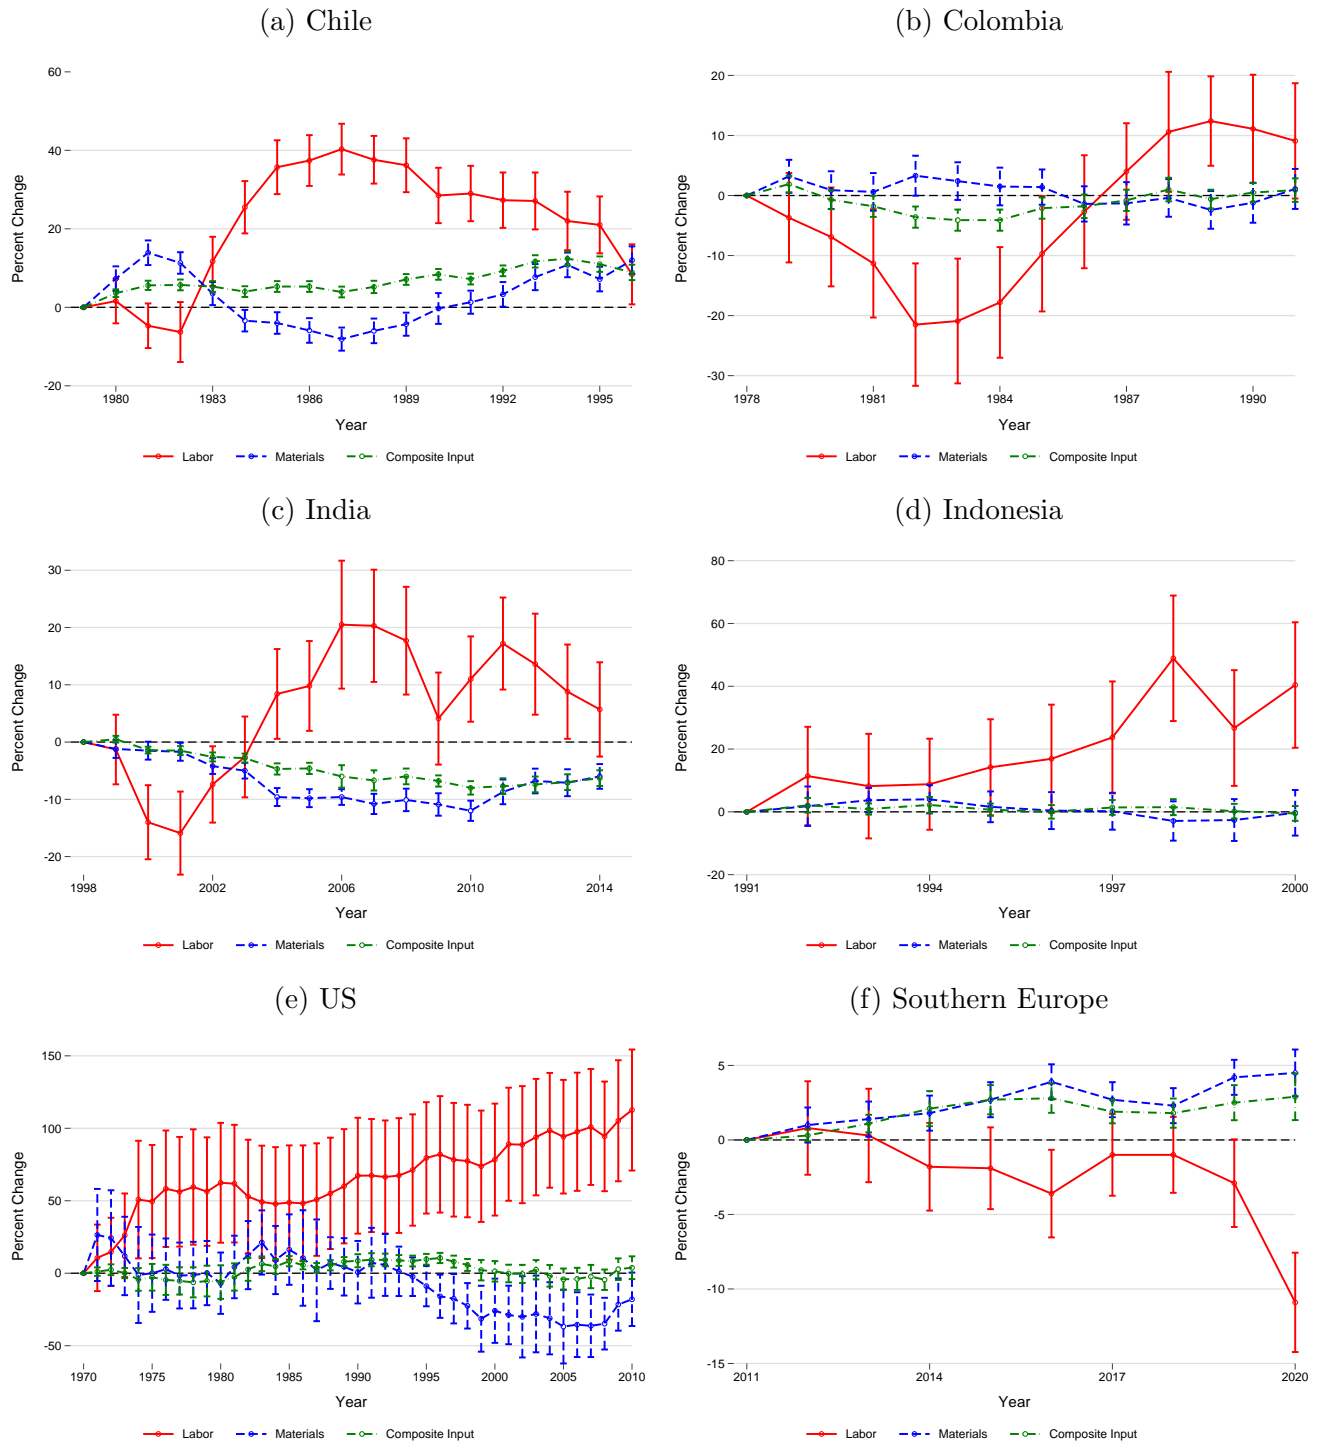 (a) Chile
Percent Change
60
40
20
0
-20
1980 1983 1986 1989 1992 1995
Year
Labor Materials Composite Input
(b) Colombia
Percent Change
20
10
0
-10
-20
-30
1978 1981 1984 1987 1990
Year
Labor Materials Composite Input
(c) India
Percent Change
30
20
10
0
-10
-20
1998 2002 2006 2010 2014
Year
Labor Materials Composite Input
(d) Indonesia
Percent Change
80
60
40
20
0
-20
1991 1994 1997 2000
Year
Labor Materials Composite Input
(e) US
Percent Change
150
100
50
0
-50
1970 1975 1980 1985 1990 1995 2000 2005 2010
Year
Labor Materials Composite Input
(f) Southern Europe
Percent Change
5
0
-5
-10
-15
2011 2014 2017 2020
Year
Labor Materials Composite Input